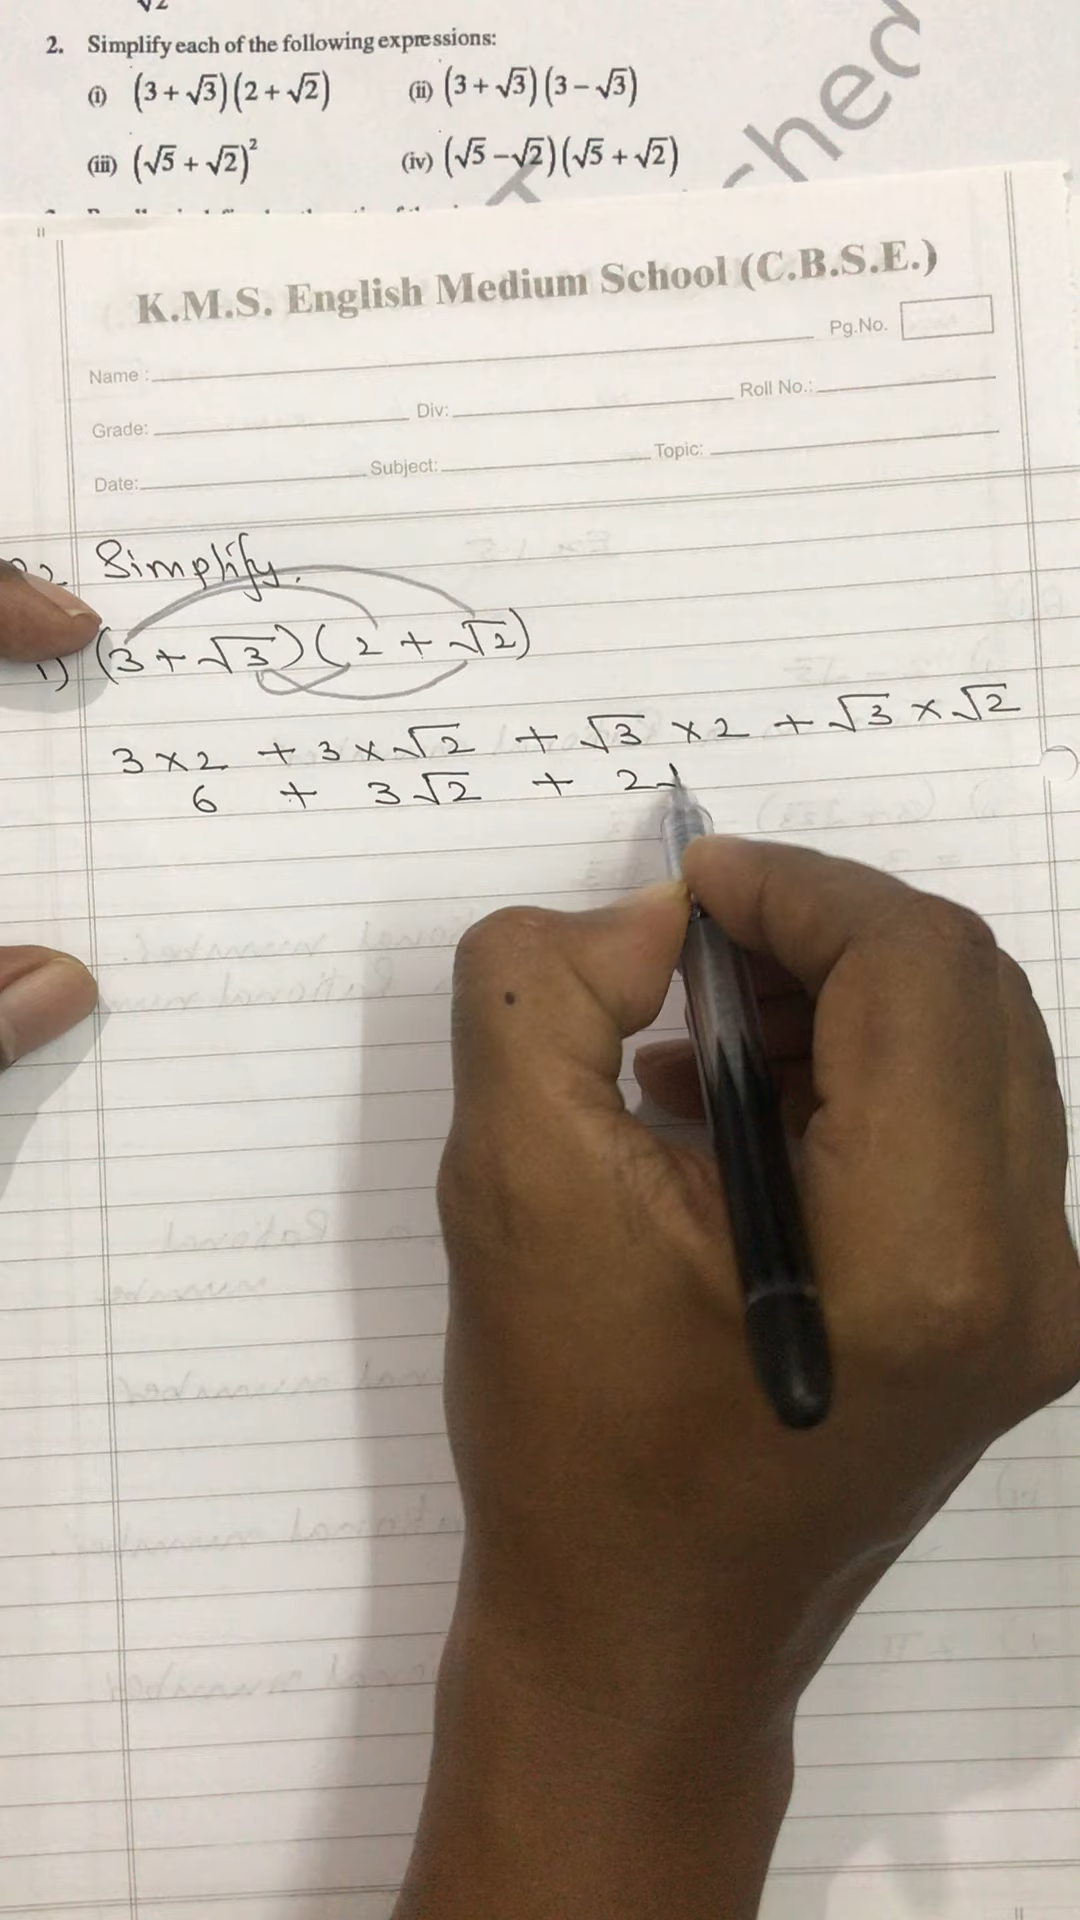 √2
2. Simplify each of the following expressions:
(i) (3 + √3)(2 + √2) (ii) (3 + √3)(3 − √3)
(iii) (√5 + √2)² (iv) (√5 − √2)(√5 + √2)
K.M.S. English Medium School (C.B.S.E.)
Pg.No.
Name :
Roll No.:
Grade: Div:
Topic:
Date: Subject:
Simplify.
i) (3 + √3)(2 + √2)
3 × 2 + 3 × √2 + √3 × 2 + √3 × √2
6 + 3√2 + 2